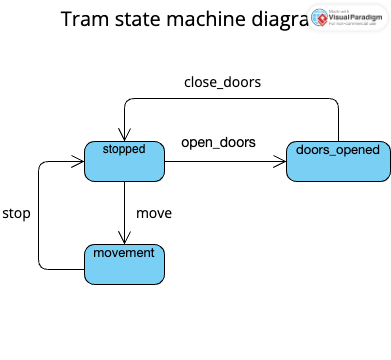 Tram state machine diagra
Made with
Visual Paradigm
For non-commercial use
close_doors
stopped
open_doors
doors_opened
stop
move
movement